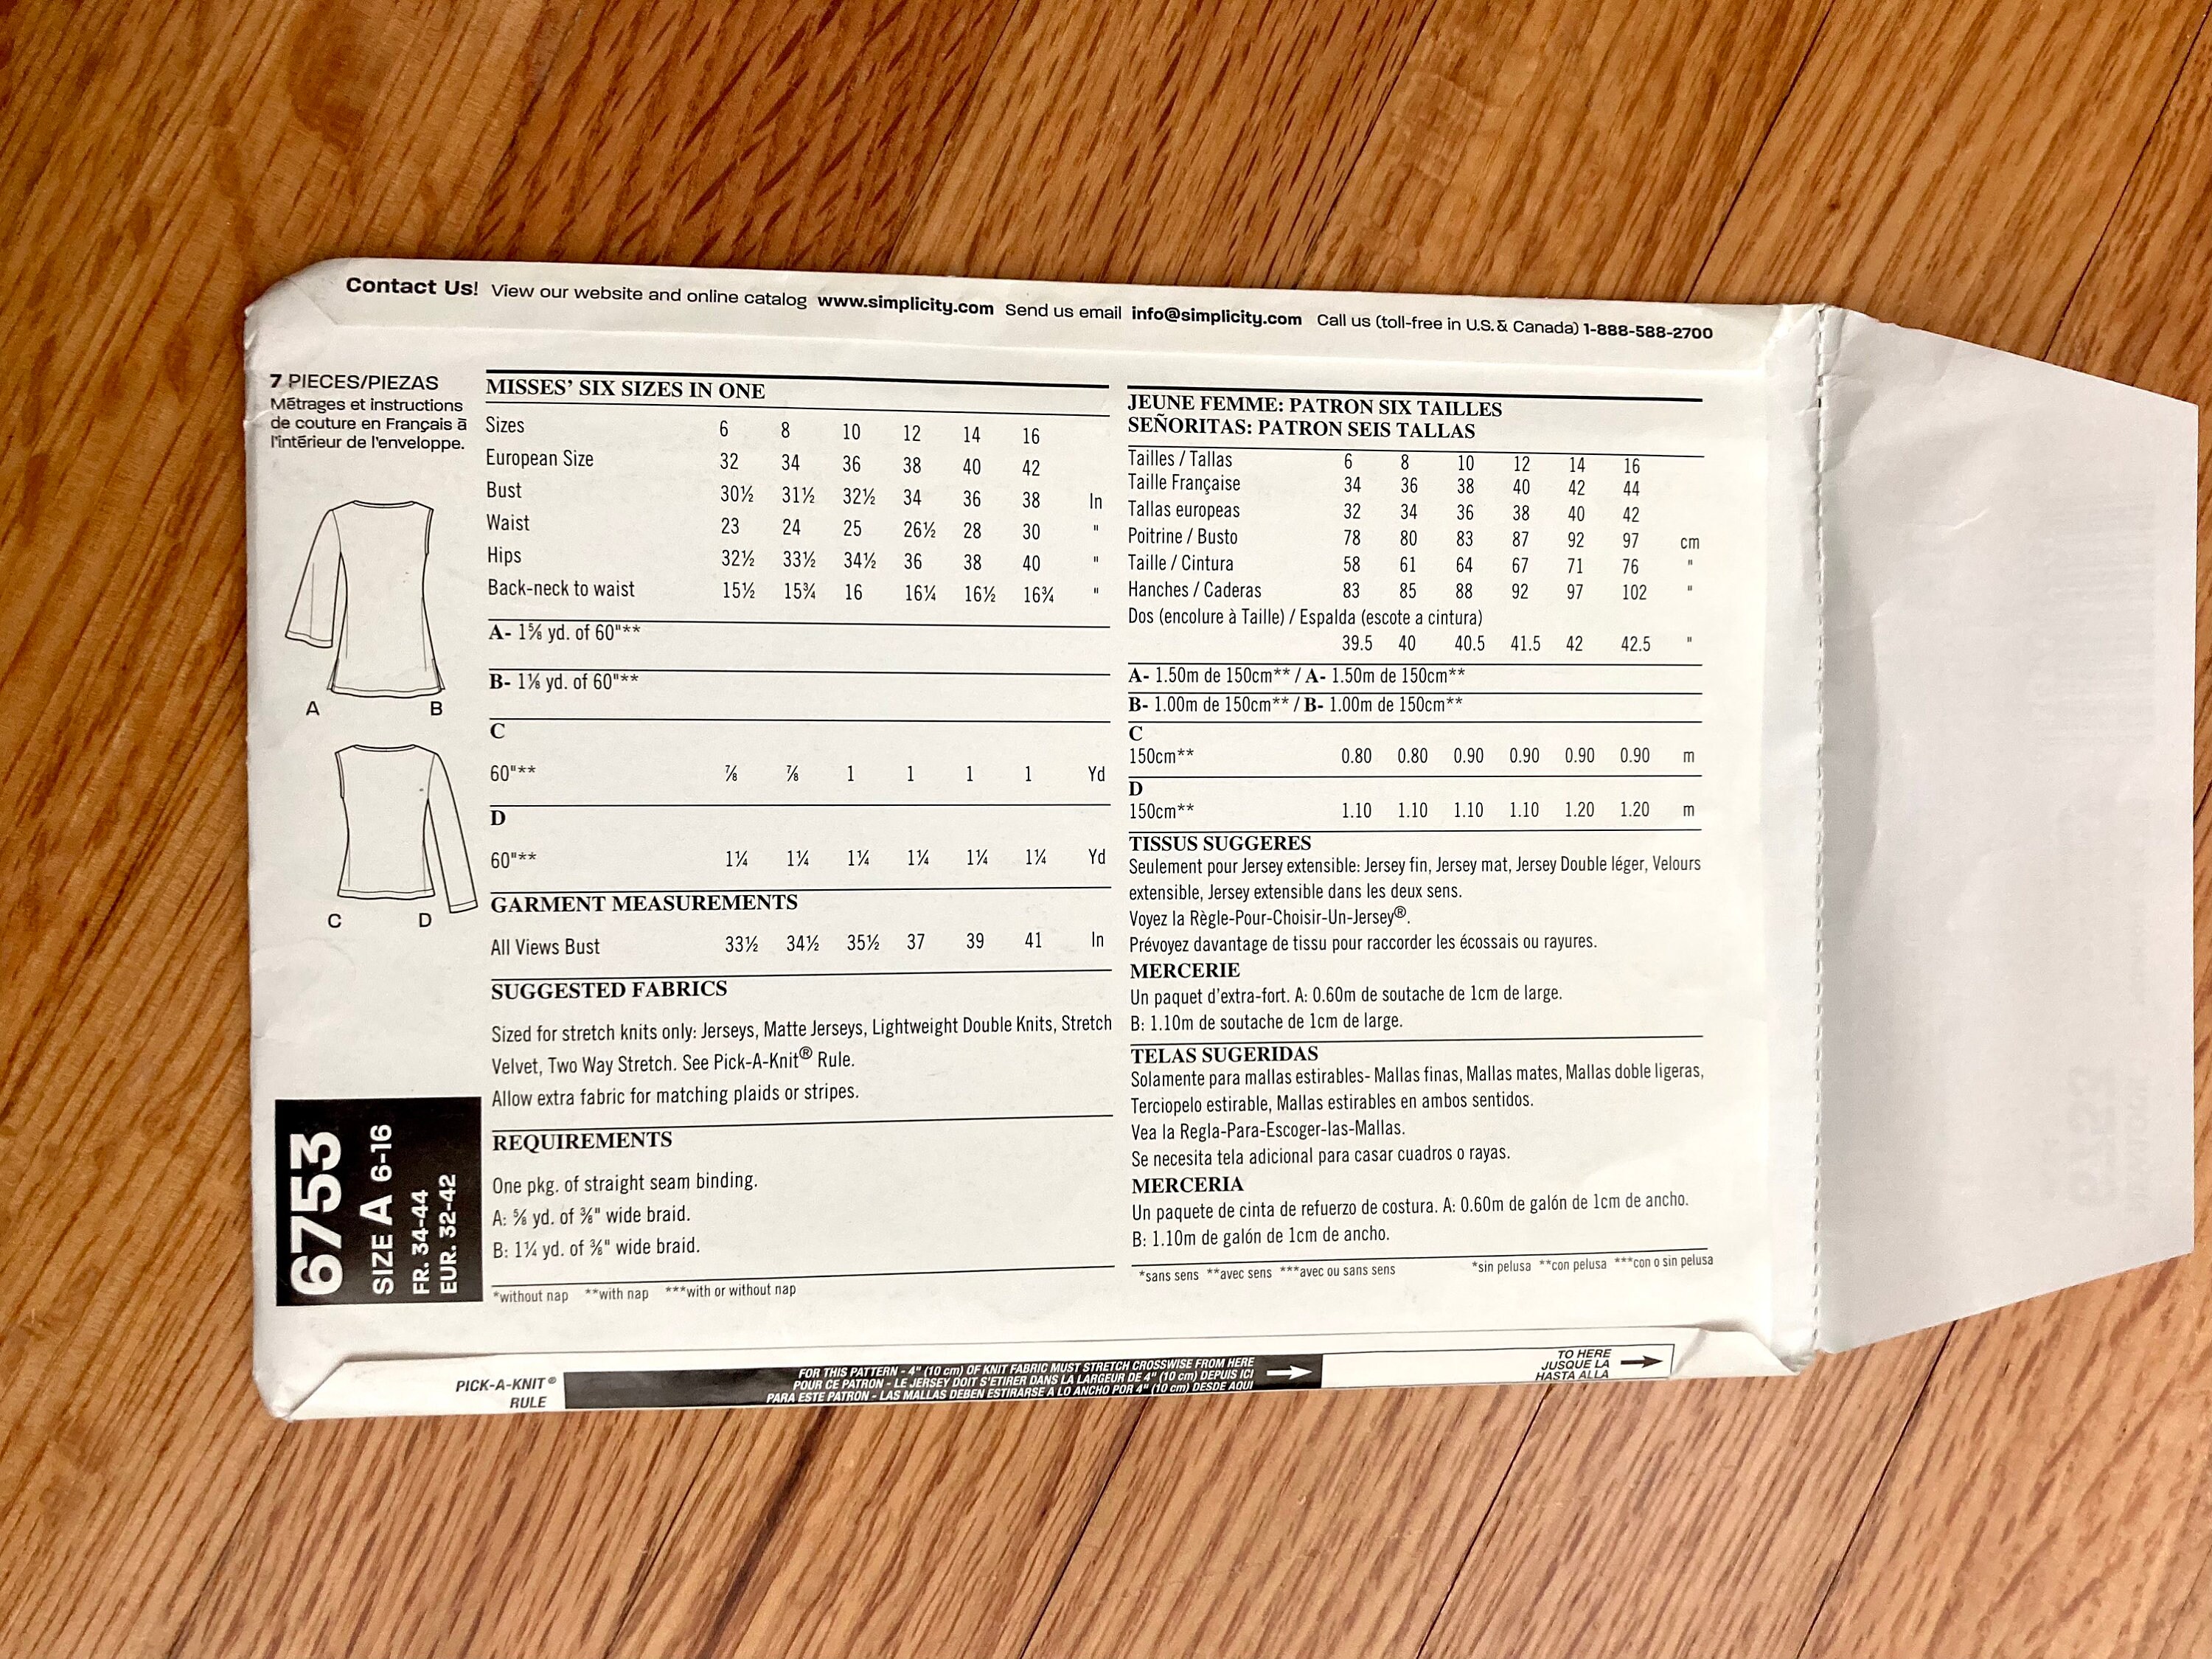 Contact Us! View our website and online catalog www.simplicity.com Send us email info@simplicity.com Call us (toll-free in U.S. & Canada) 1-888-588-2700
7 PIECES/PIEZAS
Métrages et instructions
de couture en Français à
l'intérieur de l'enveloppe.
A B
C D
6753
SIZE A 6-16
FR. 34-44
EUR. 32-42
MISSES' SIX SIZES IN ONE
Sizes 6 8 10 12 14 16
European Size 32 34 36 38 40 42
Bust 30½ 31½ 32½ 34 36 38 In
Waist 23 24 25 26½ 28 30 "
Hips 32½ 33½ 34½ 36 38 40 "
Back-neck to waist 15½ 15¾ 16 16¼ 16½ 16¾ "
A- 1⅝ yd. of 60"**
B- 1⅛ yd. of 60"**
C
60"** ⅞ ⅞ 1 1 1 1 Yd
D
60"** 1¼ 1¼ 1¼ 1¼ 1¼ 1¼ Yd
GARMENT MEASUREMENTS
All Views Bust 33½ 34½ 35½ 37 39 41 In
SUGGESTED FABRICS
Sized for stretch knits only: Jerseys, Matte Jerseys, Lightweight Double Knits, Stretch
Velvet, Two Way Stretch. See Pick-A-Knit® Rule.
Allow extra fabric for matching plaids or stripes.
REQUIREMENTS
One pkg. of straight seam binding.
A: ⅝ yd. of ⅜" wide braid.
B: 1¼ yd. of ⅜" wide braid.
*without nap **with nap ***with or without nap
JEUNE FEMME: PATRON SIX TAILLES
SEÑORITAS: PATRON SEIS TALLAS
Tailles / Tallas 6 8 10 12 14 16
Taille Française 34 36 38 40 42 44
Tallas europeas 32 34 36 38 40 42
Poitrine / Busto 78 80 83 87 92 97 cm
Taille / Cintura 58 61 64 67 71 76 "
Hanches / Caderas 83 85 88 92 97 102 "
Dos (encolure à Taille) / Espalda (escote a cintura)
39.5 40 40.5 41.5 42 42.5 "
A- 1.50m de 150cm** / A- 1.50m de 150cm**
B- 1.00m de 150cm** / B- 1.00m de 150cm**
C
150cm** 0.80 0.80 0.90 0.90 0.90 0.90 m
D
150cm** 1.10 1.10 1.10 1.10 1.20 1.20 m
TISSUS SUGGERES
Seulement pour Jersey extensible: Jersey fin, Jersey mat, Jersey Double léger, Velours
extensible, Jersey extensible dans les deux sens.
Voyez la Règle-Pour-Choisir-Un-Jersey®.
Prévoyez davantage de tissu pour raccorder les écossais ou rayures.
MERCERIE
Un paquet d'extra-fort. A: 0.60m de soutache de 1cm de large.
B: 1.10m de soutache de 1cm de large.
TELAS SUGERIDAS
Solamente para mallas estirables- Mallas finas, Mallas mates, Mallas doble ligeras,
Terciopelo estirable, Mallas estirables en ambos sentidos.
Vea la Regla-Para-Escoger-las-Mallas.
Se necesita tela adicional para casar cuadros o rayas.
MERCERIA
Un paquete de cinta de refuerzo de costura. A: 0.60m de galón de 1cm de ancho.
B: 1.10m de galón de 1cm de ancho.
*sans sens **avec sens ***avec ou sans sens *sin pelusa **con pelusa ***con o sin pelusa
PICK-A-KNIT®
RULE
FOR THIS PATTERN - 4" (10 cm) OF KNIT FABRIC MUST STRETCH CROSSWISE FROM HERE
POUR CE PATRON - LE JERSEY DOIT S'ETIRER DANS LA LARGEUR DE 4" (10 cm) DEPUIS ICI
PARA ESTE PATRON - LAS MALLAS DEBEN ESTIRARSE A LO ANCHO POR 4" (10 cm) DESDE AQUI
TO HERE
JUSQUE LA
HASTA ALLA